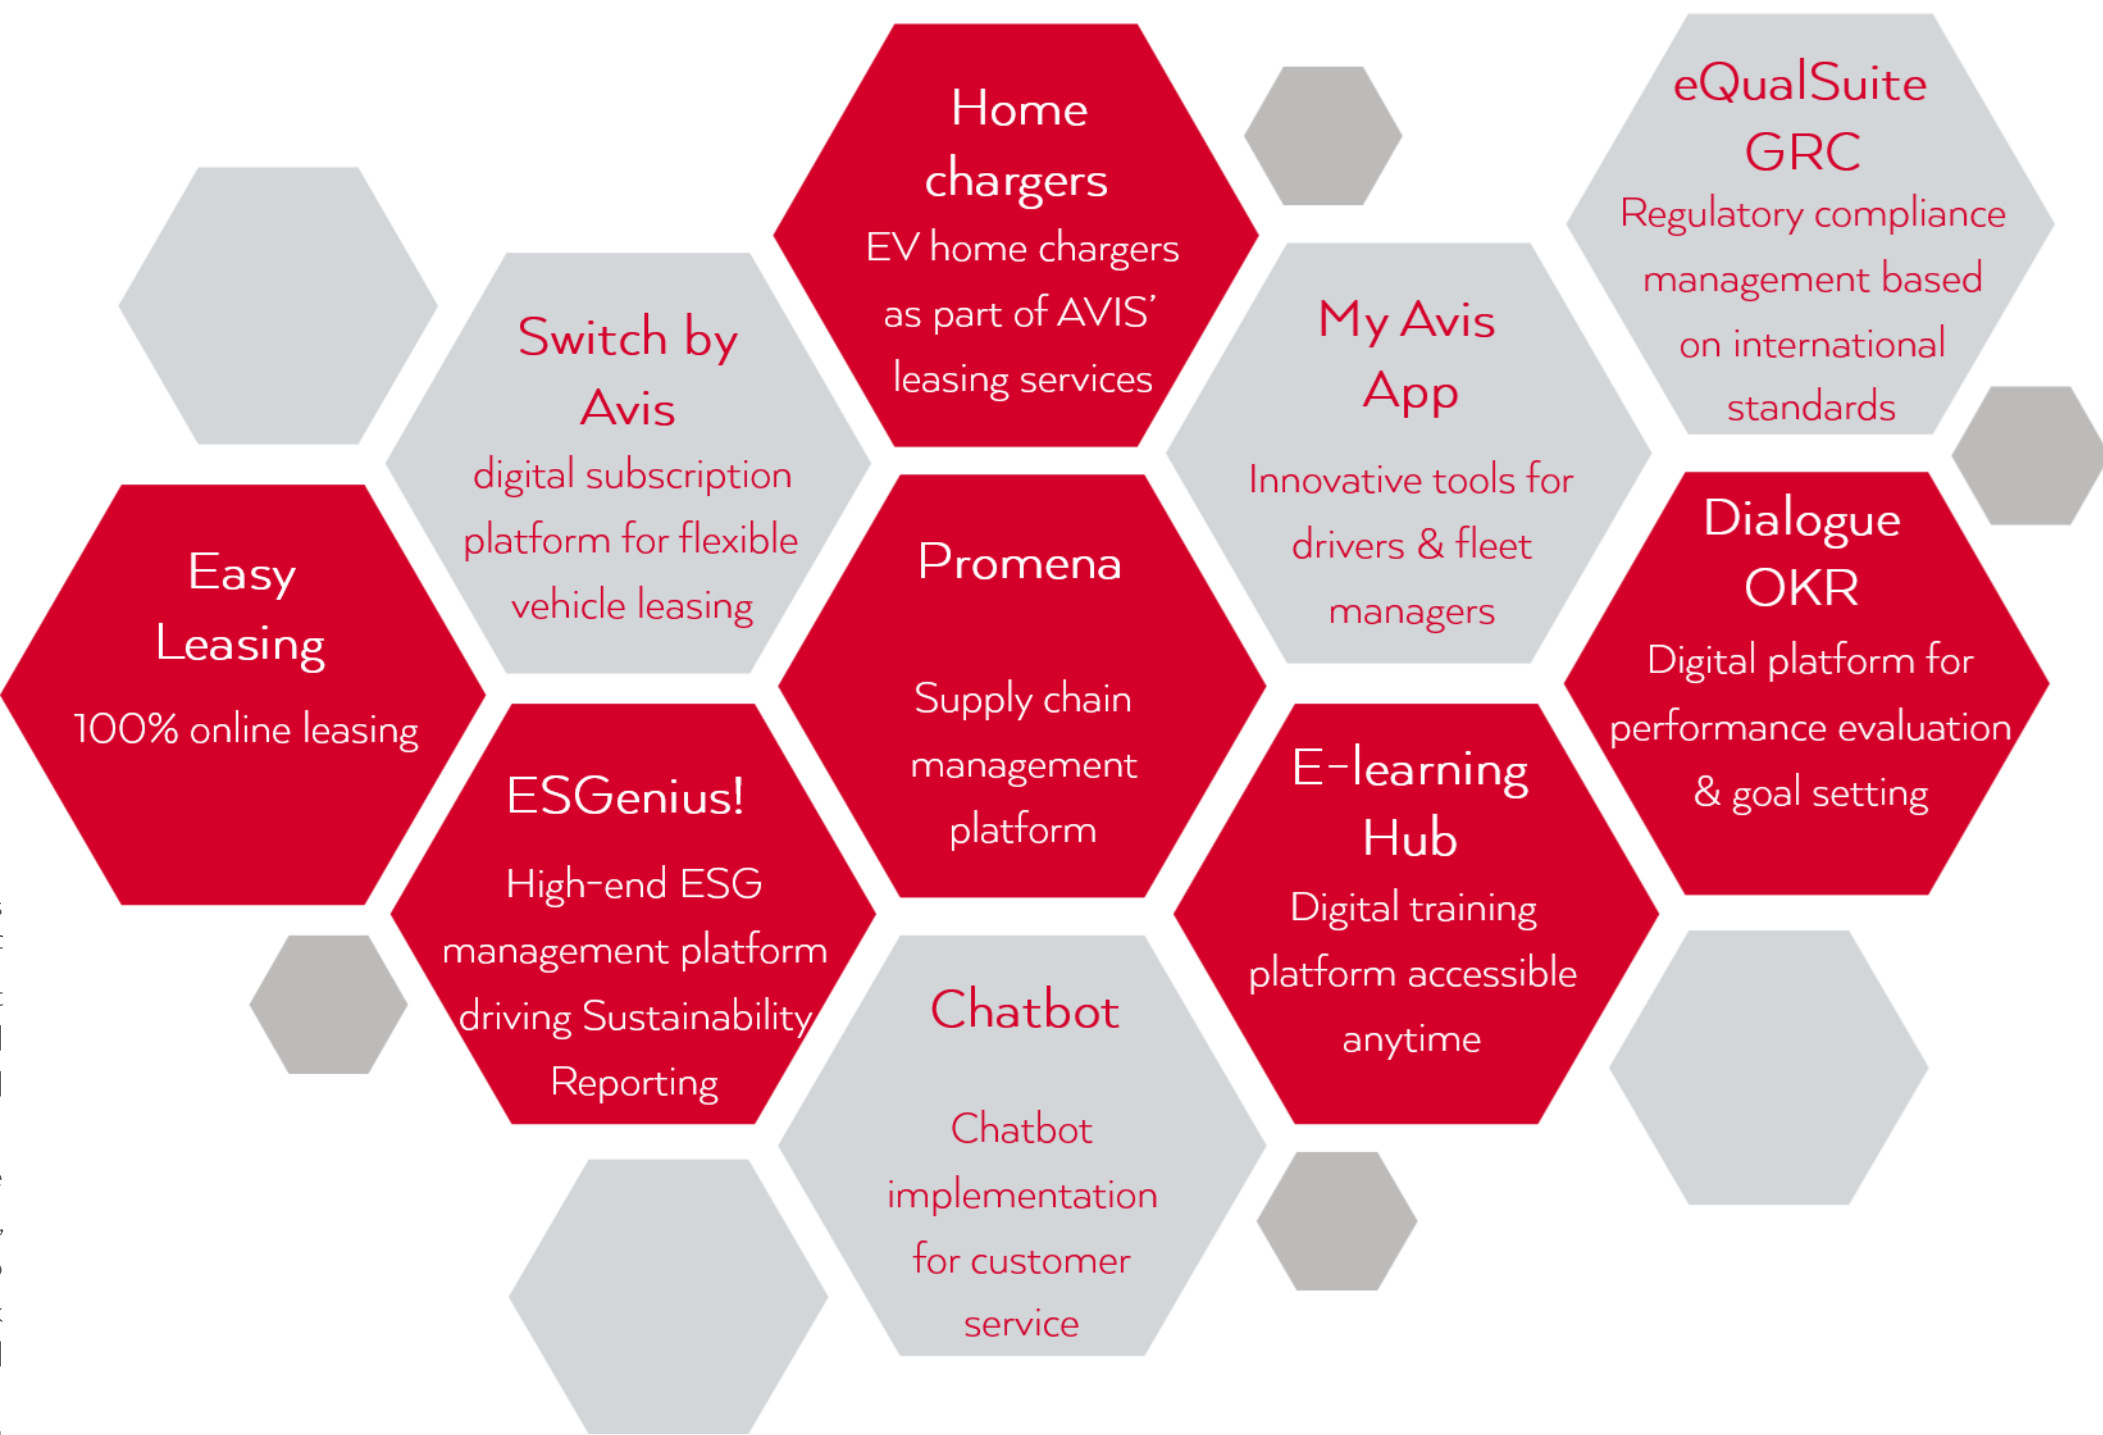 Home
chargers
EV home chargers
as part of AVIS’
leasing services
eQualSuite
GRC
Regulatory compliance
management based
on international
standards
Switch by
Avis
digital subscription
platform for flexible
vehicle leasing
My Avis
App
Innovative tools for
drivers & fleet
managers
Easy
Leasing
100% online leasing
Promena
Supply chain
management
platform
Dialogue
OKR
Digital platform for
performance evaluation
& goal setting
ESGenius!
High-end ESG
management platform
driving Sustainability
Reporting
E-learning
Hub
Digital training
platform accessible
anytime
Chatbot
Chatbot
implementation
for customer
service